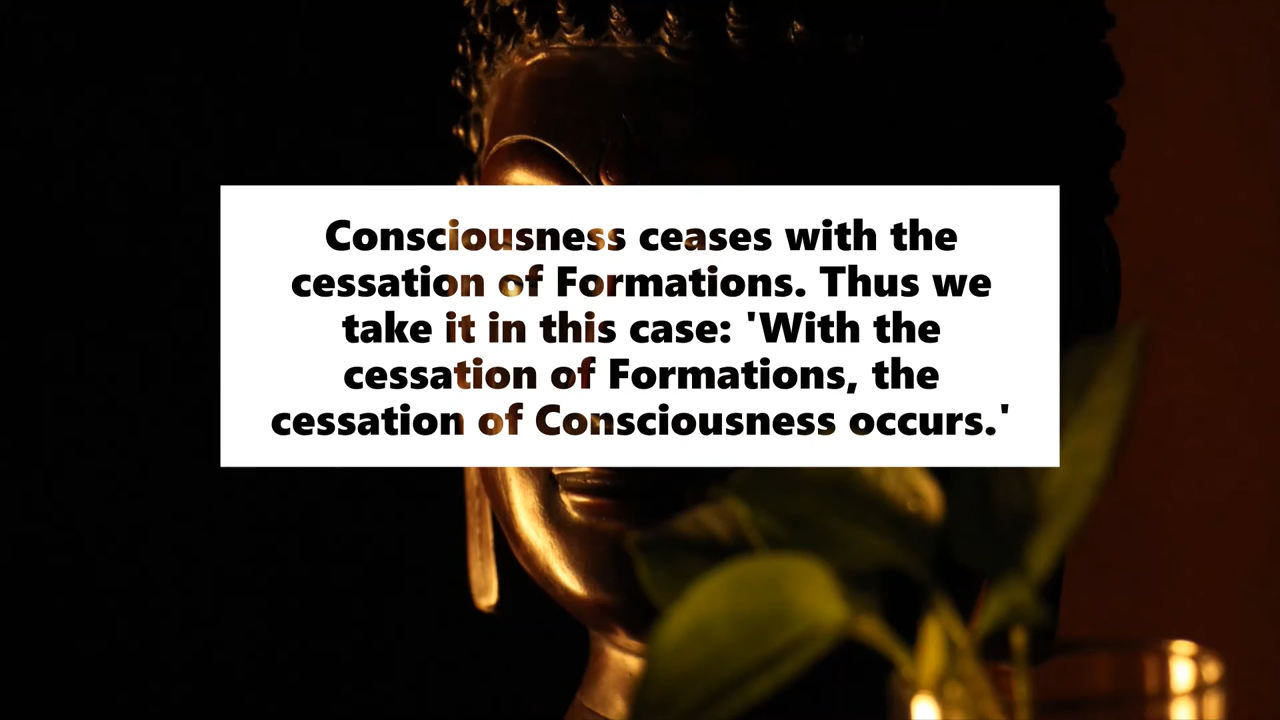 Consciousness ceases with the
cessation of Formations. Thus we
take it in this case: 'With the
cessation of Formations, the
cessation of Consciousness occurs.'